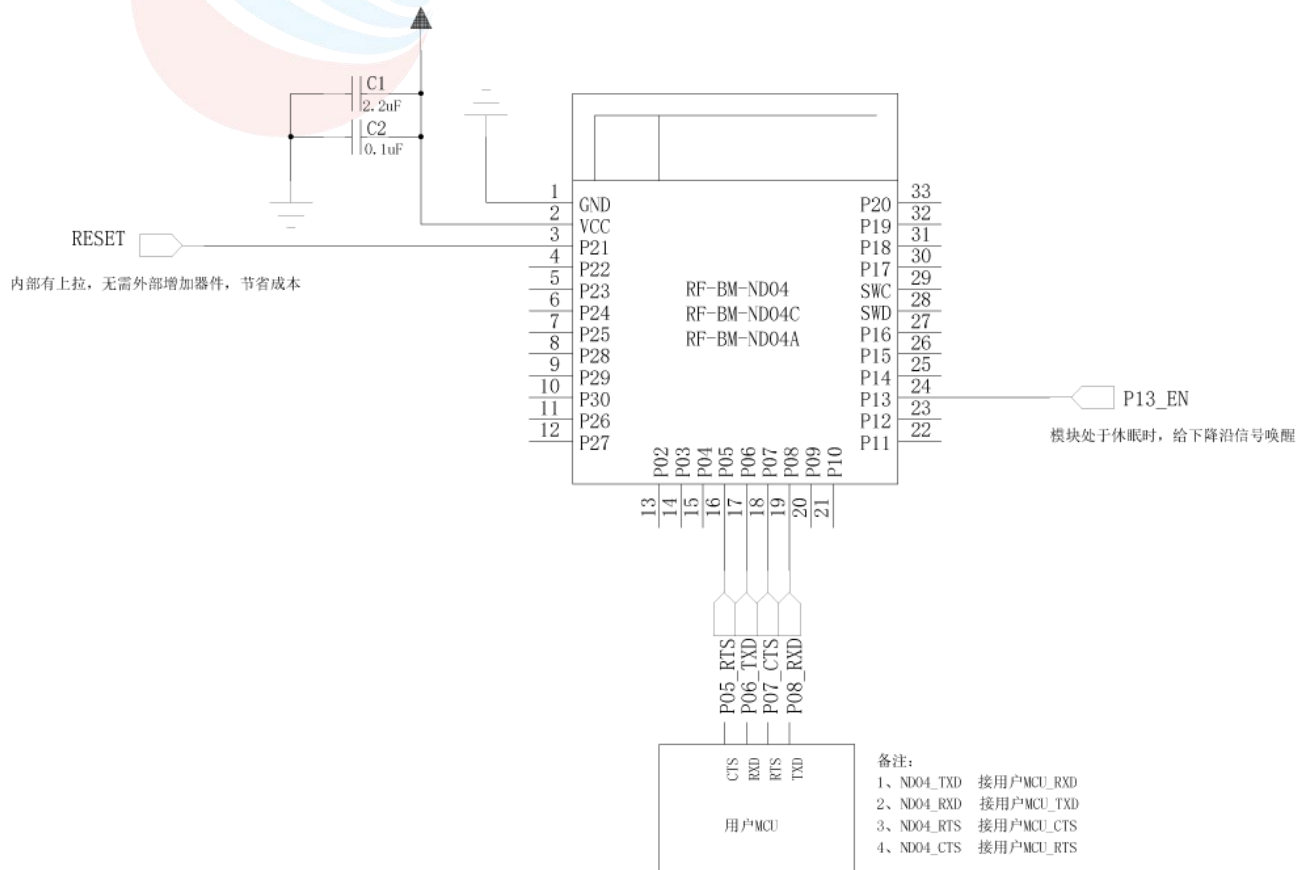 C1
2.2uF
C2
0.1uF
RESET
内部有上拉，无需外部增加器件，节省成本
1
2
3
4
5
6
7
8
9
10
11
12
GND
VCC
P21
P22
P23
P24
P25
P28
P29
P30
P26
P27
RF-BM-ND04
RF-BM-ND04C
RF-BM-ND04A
P20
P19
P18
P17
SWC
SWD
P16
P15
P14
P13
P12
P11
33
32
31
30
29
28
27
26
25
24
23
22
P13_EN
模块处于休眠时，给下降沿信号唤醒
P02
P03
P04
P05
P06
P07
P08
P09
P10
13
14
15
16
17
18
19
20
21
P05_RTS
P06_TXD
P07_CTS
P08_RXD
CTS
RXD
RTS
TXD
用户MCU
备注：
1、ND04_TXD 接用户MCU_RXD
2、ND04_RXD 接用户MCU_TXD
3、ND04_RTS 接用户MCU_CTS
4、ND04_CTS 接用户MCU_RTS